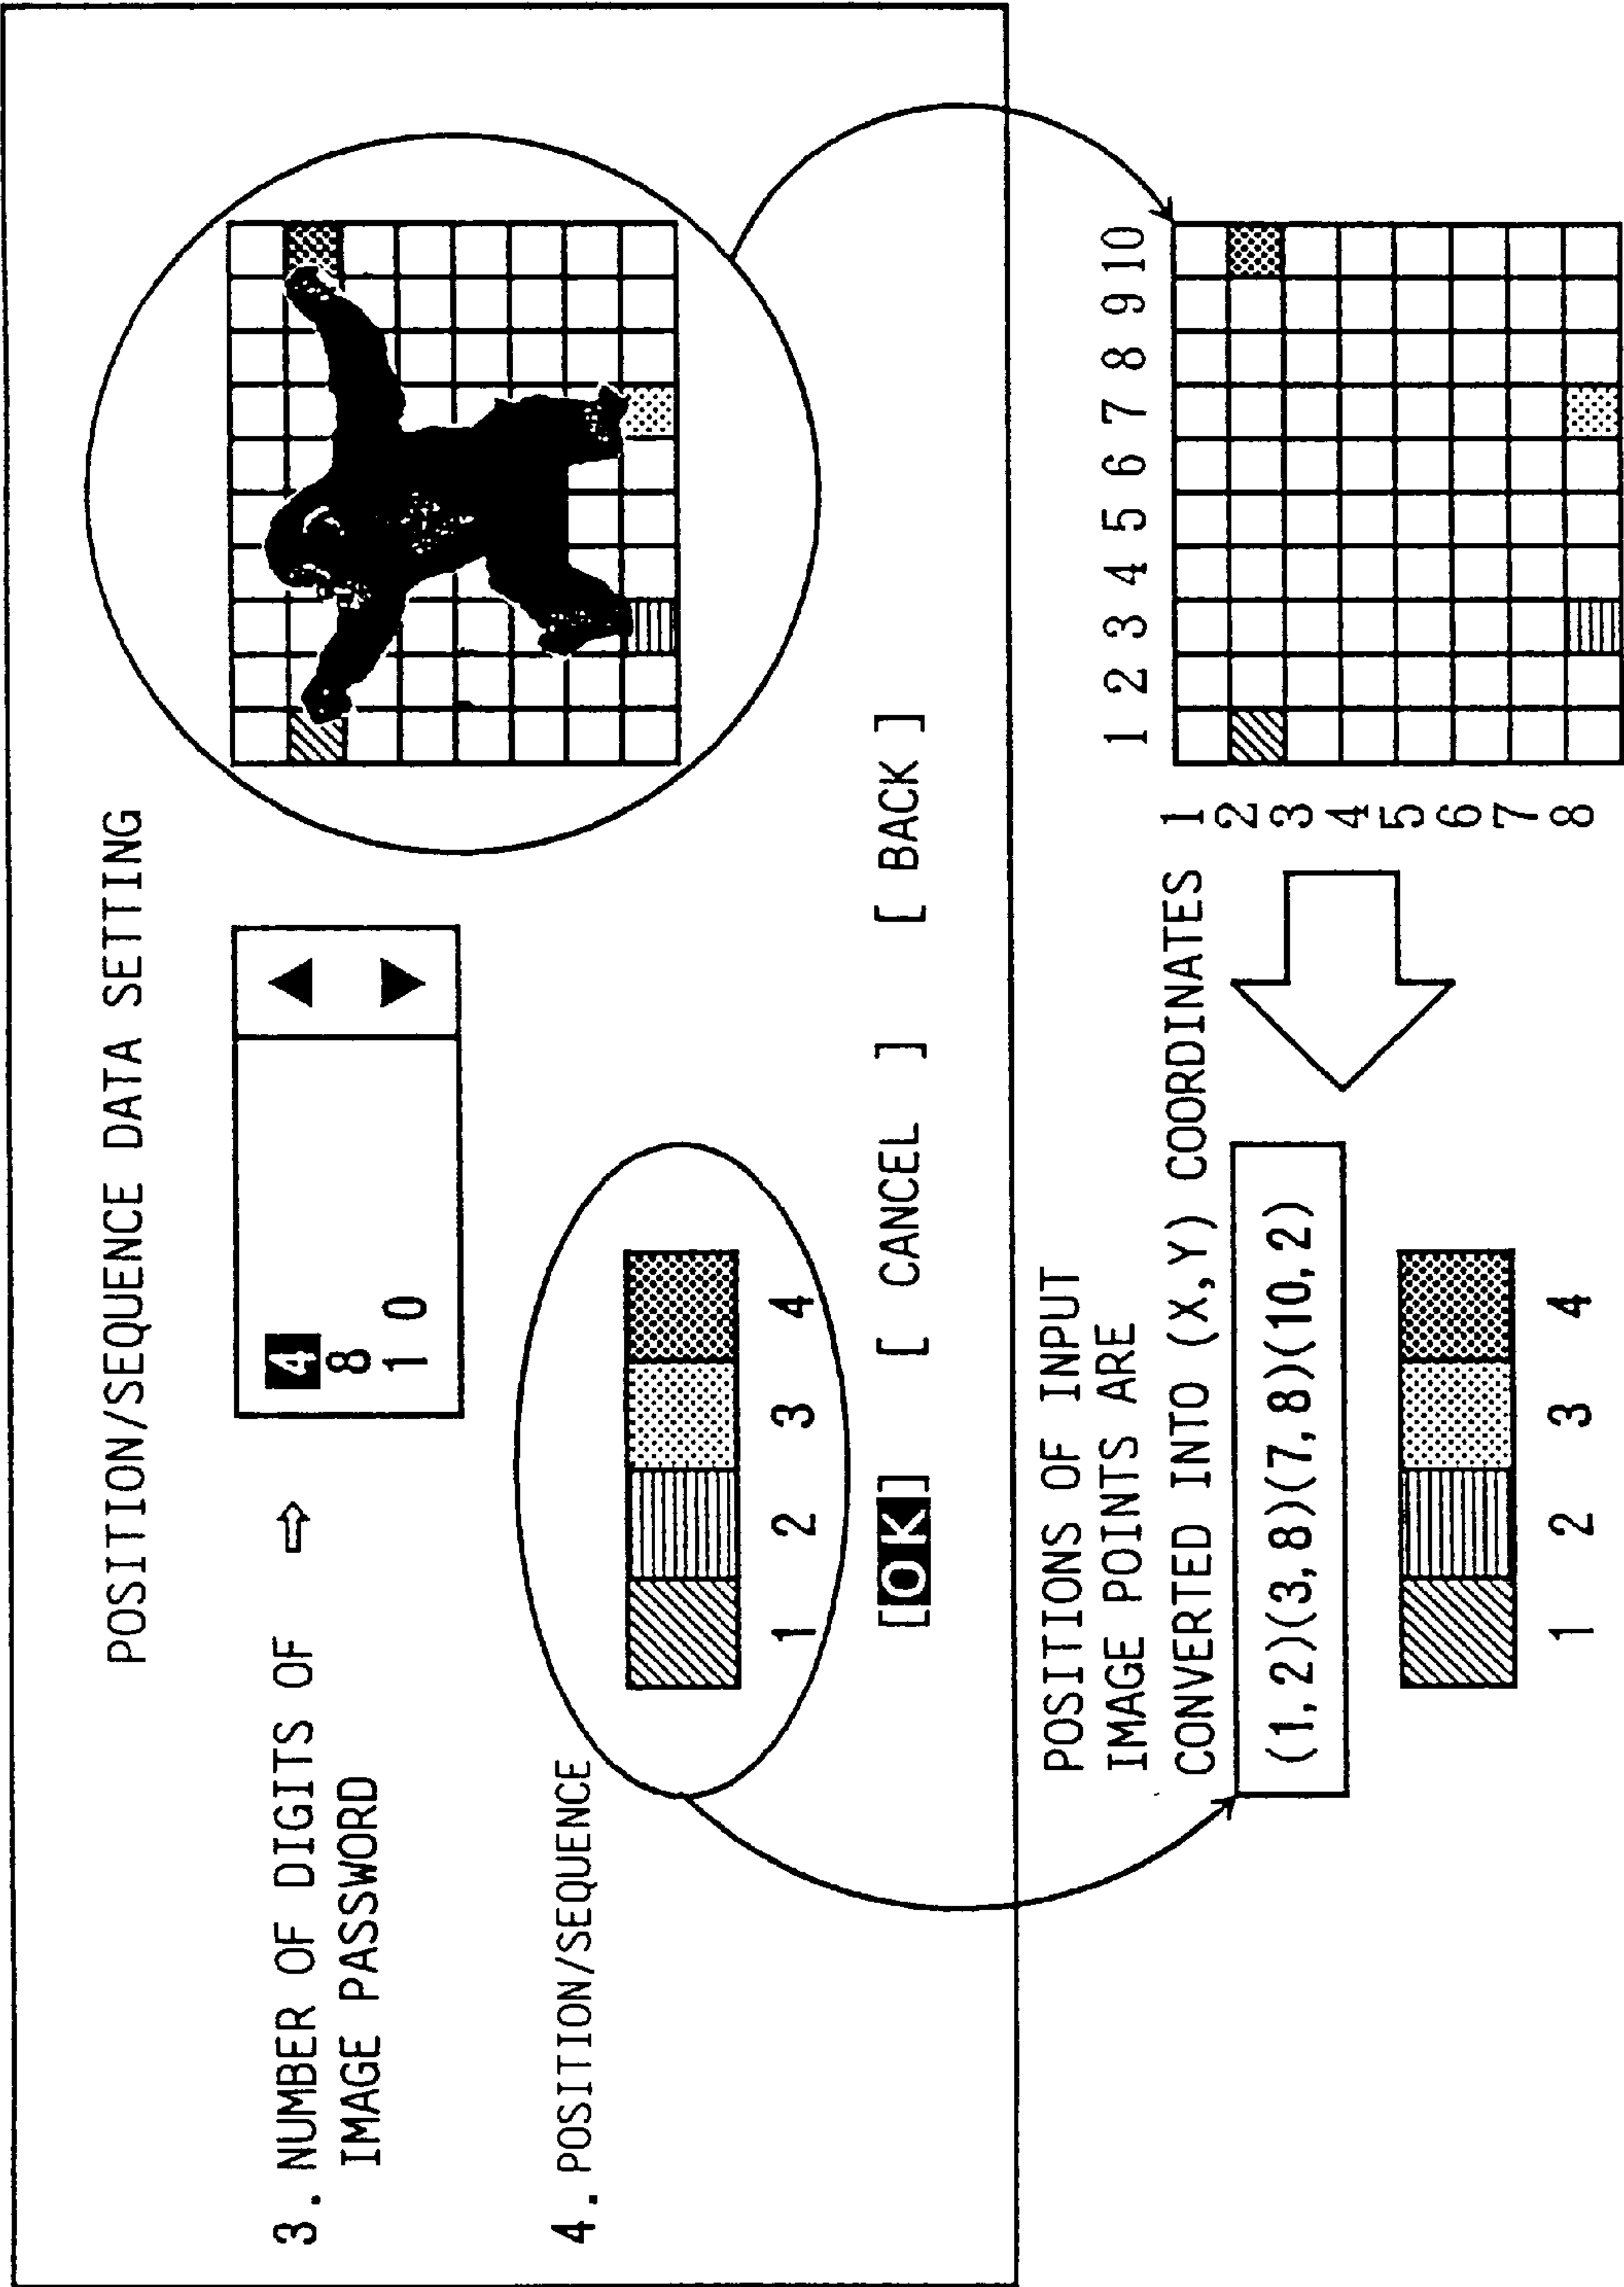 POSITION/SEQUENCE DATA SETTING
3. NUMBER OF DIGITS OF
IMAGE PASSWORD
4
8
10
4. POSITION/SEQUENCE
1 2 3 4
[OK] [ CANCEL ] [ BACK ]
POSITIONS OF INPUT
IMAGE POINTS ARE
CONVERTED INTO (X,Y) COORDINATES
(1,2)(3,8)(7,8)(10,2)
1 2 3 4
1 2 3 4 5 6 7 8 9 10
1
2
3
4
5
6
7
8